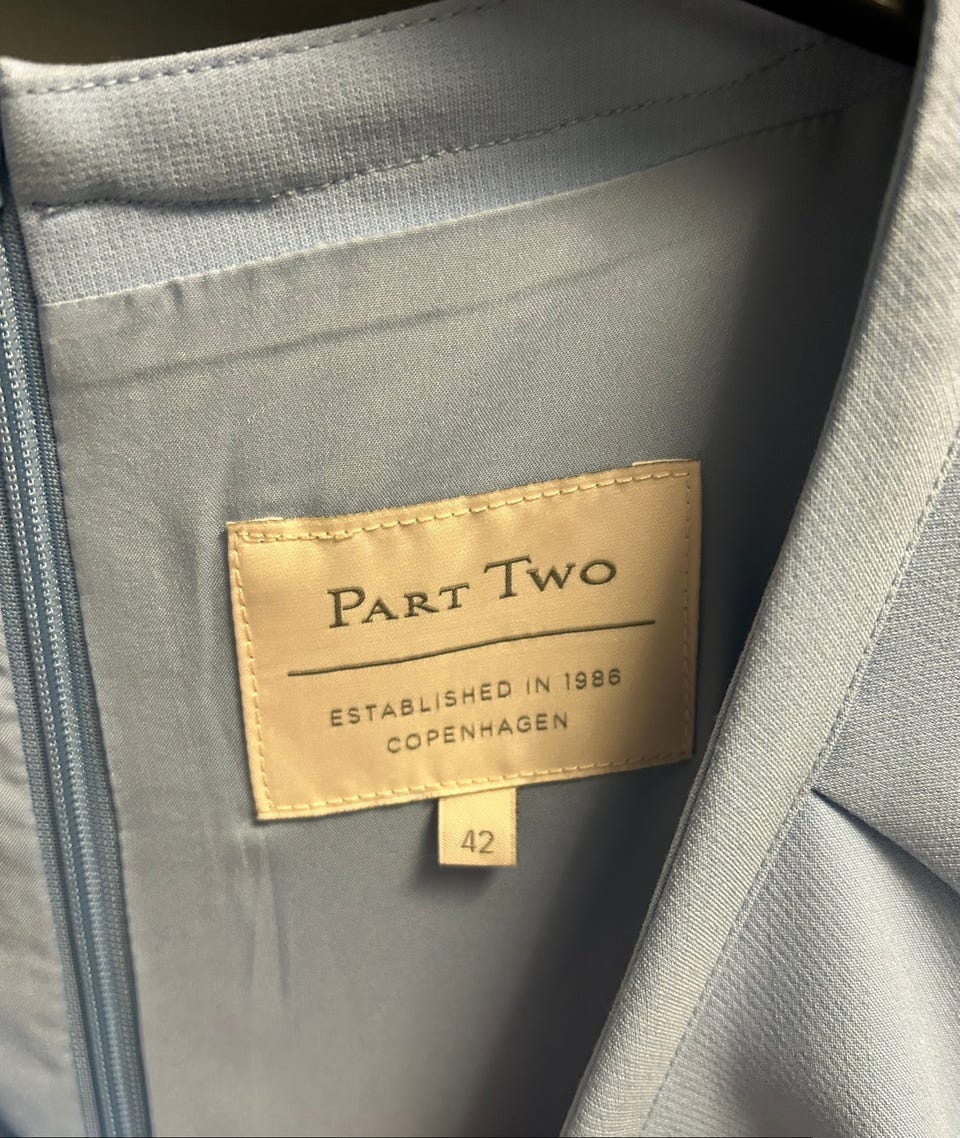 PART TWO
ESTABLISHED IN 1986
COPENHAGEN
42